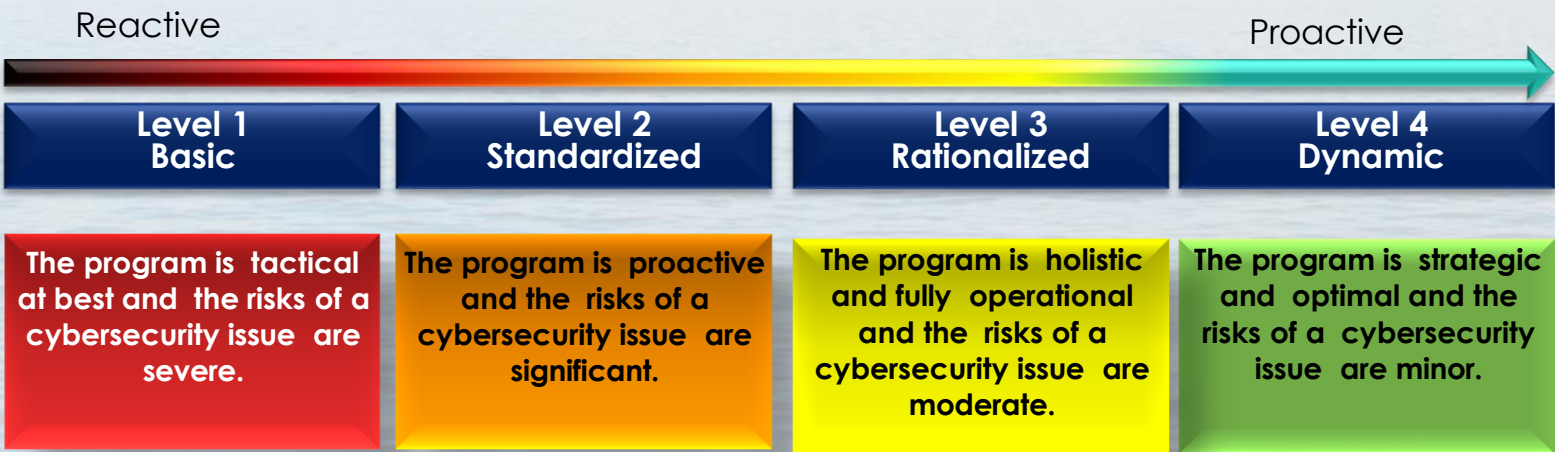 Reactive
Proactive
Level 1
Basic
Level 2
Standardized
Level 3
Rationalized
Level 4
Dynamic
The program is tactical
at best and the risks of a
cybersecurity issue are
severe.
The program is proactive
and the risks of a
cybersecurity issue are
significant.
The program is holistic
and fully operational
and the risks of a
cybersecurity issue are
moderate.
The program is strategic
and optimal and the
risks of a cybersecurity
issue are minor.